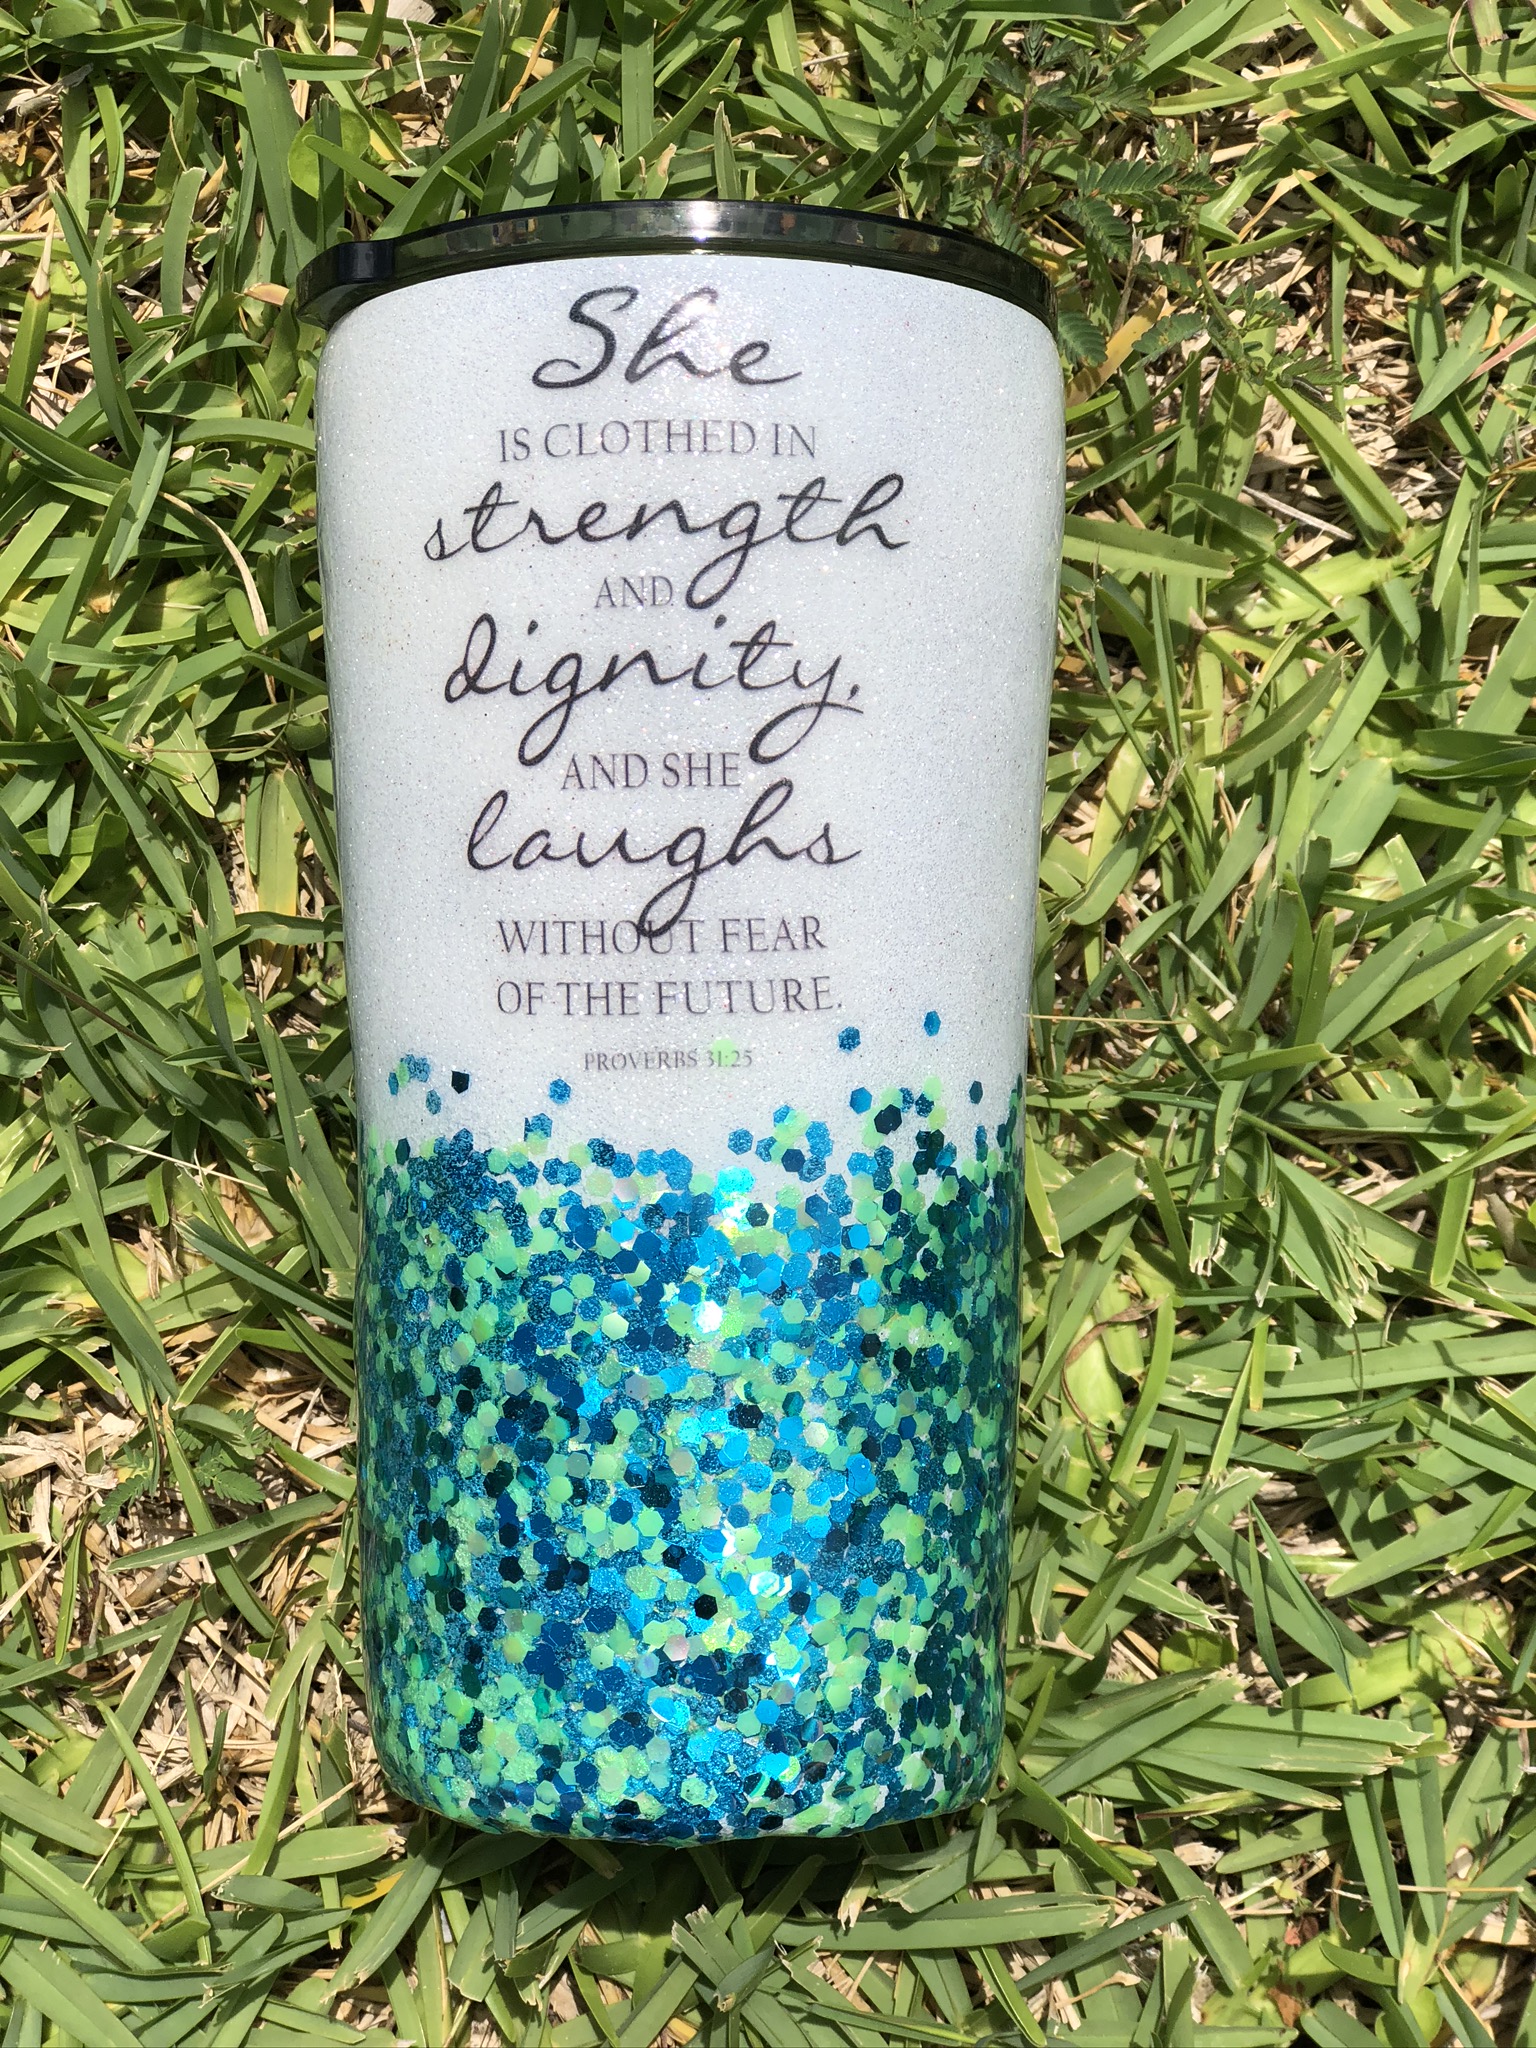 She
IS CLOTHED IN
strength
AND
dignity,
AND SHE
laughs
WITHOUT FEAR
OF THE FUTURE.
PROVERBS 31:25